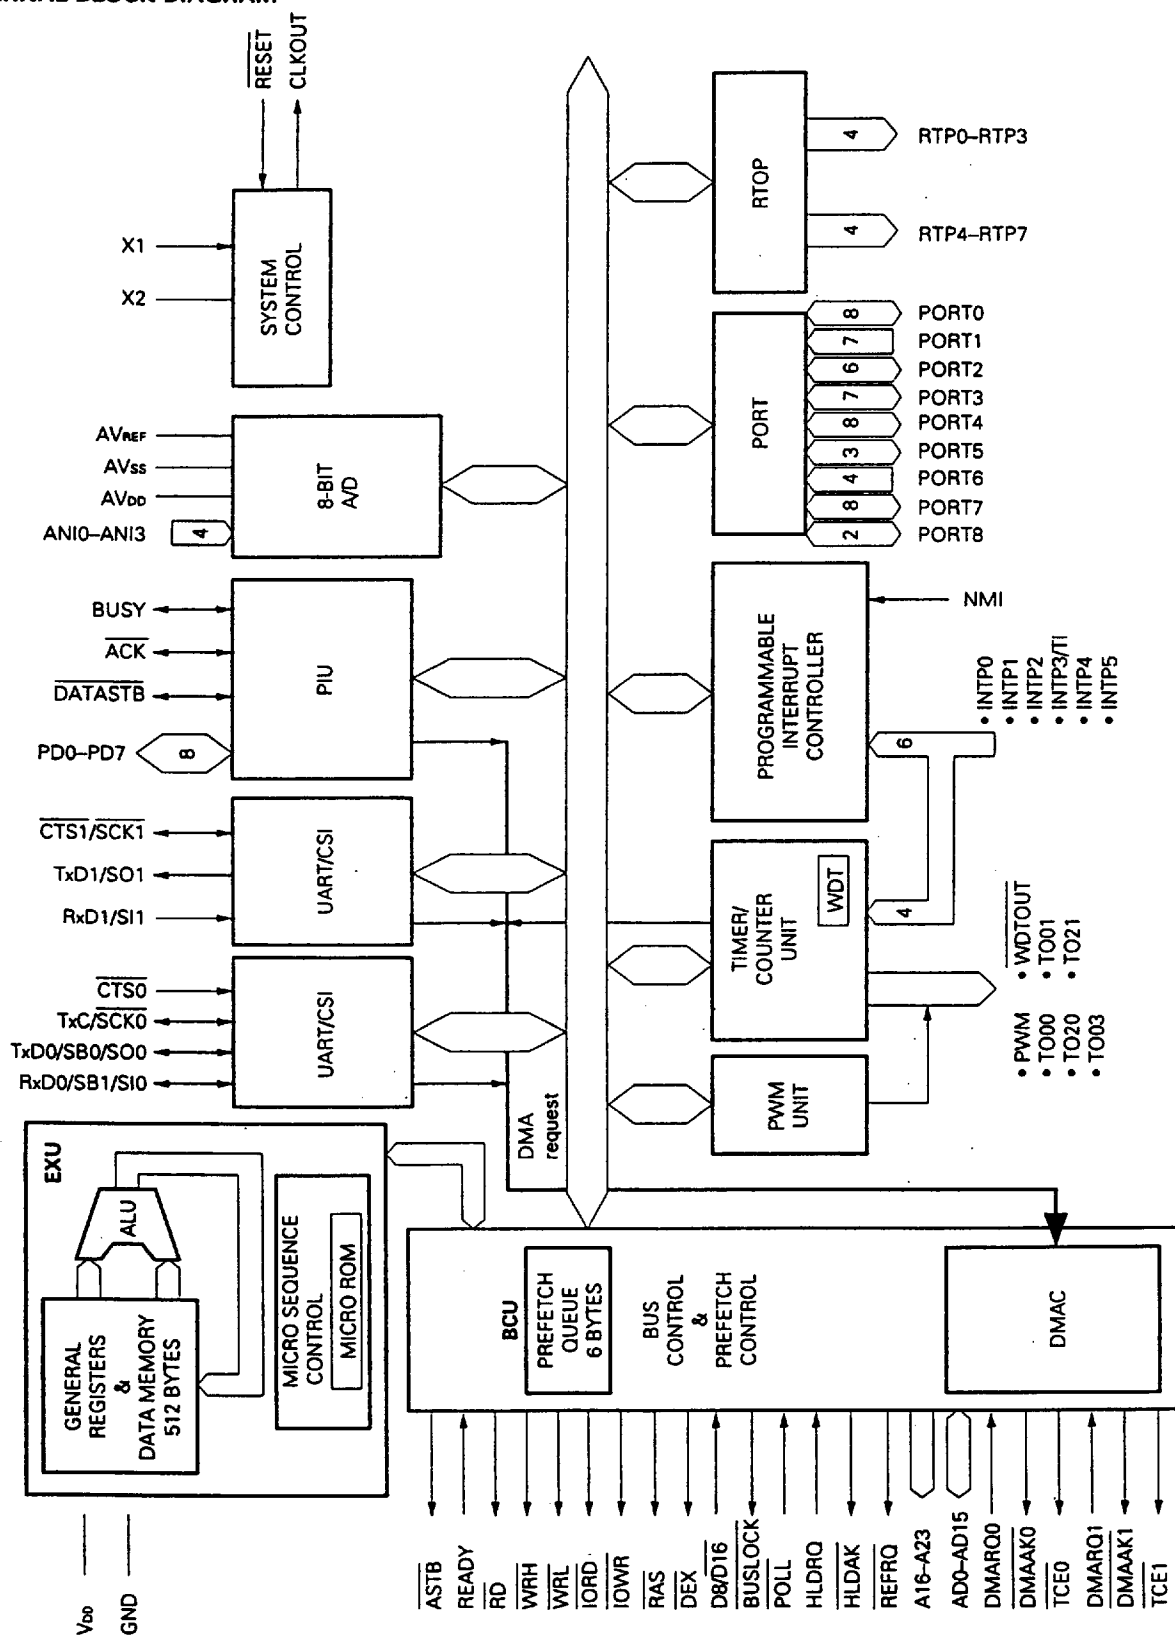 RESET
CLKOUT
X1
X2
SYSTEM
CONTROL
AVREF
AVSS
AVDD
ANI0–ANI3
4
8-BIT
A/D
BUSY
ACK
DATASTB
PD0–PD7
8
PIU
CTS1/SCK1
TxD1/SO1
RxD1/SI1
UART/CSI
CTS0
TxC/SCK0
TxD0/SB0/SO0
RxD0/SB1/SI0
UART/CSI
DMA
request
RTOP
4
RTP0–RTP3
4
RTP4–RTP7
PORT
8
PORT0
7
PORT1
6
PORT2
7
PORT3
8
PORT4
3
PORT5
4
PORT6
8
PORT7
2
PORT8
PROGRAMMABLE
INTERRUPT
CONTROLLER
NMI
6
• INTP0
• INTP1
• INTP2
• INTP3/TI
• INTP4
• INTP5
TIMER/
COUNTER
UNIT
WDT
4
PWM
UNIT
• PWM • WDTOUT
• TO00 • TO01
• TO20 • TO21
• TO03
EXU
ALU
GENERAL
REGISTERS
&
DATA MEMORY
512 BYTES
MICRO SEQUENCE
CONTROL
MICRO ROM
VDD
GND
BCU
PREFETCH
QUEUE
6 BYTES
BUS
CONTROL
&
PREFETCH
CONTROL
DMAC
ASTB
READY
RD
WRH
WRL
IORD
IOWR
RAS
DEX
D8/D16
BUSLOCK
POLL
HLDRQ
HLDAK
REFRQ
A16–A23
AD0–AD15
DMARQ0
DMAAK0
TCE0
DMARQ1
DMAAK1
TCE1